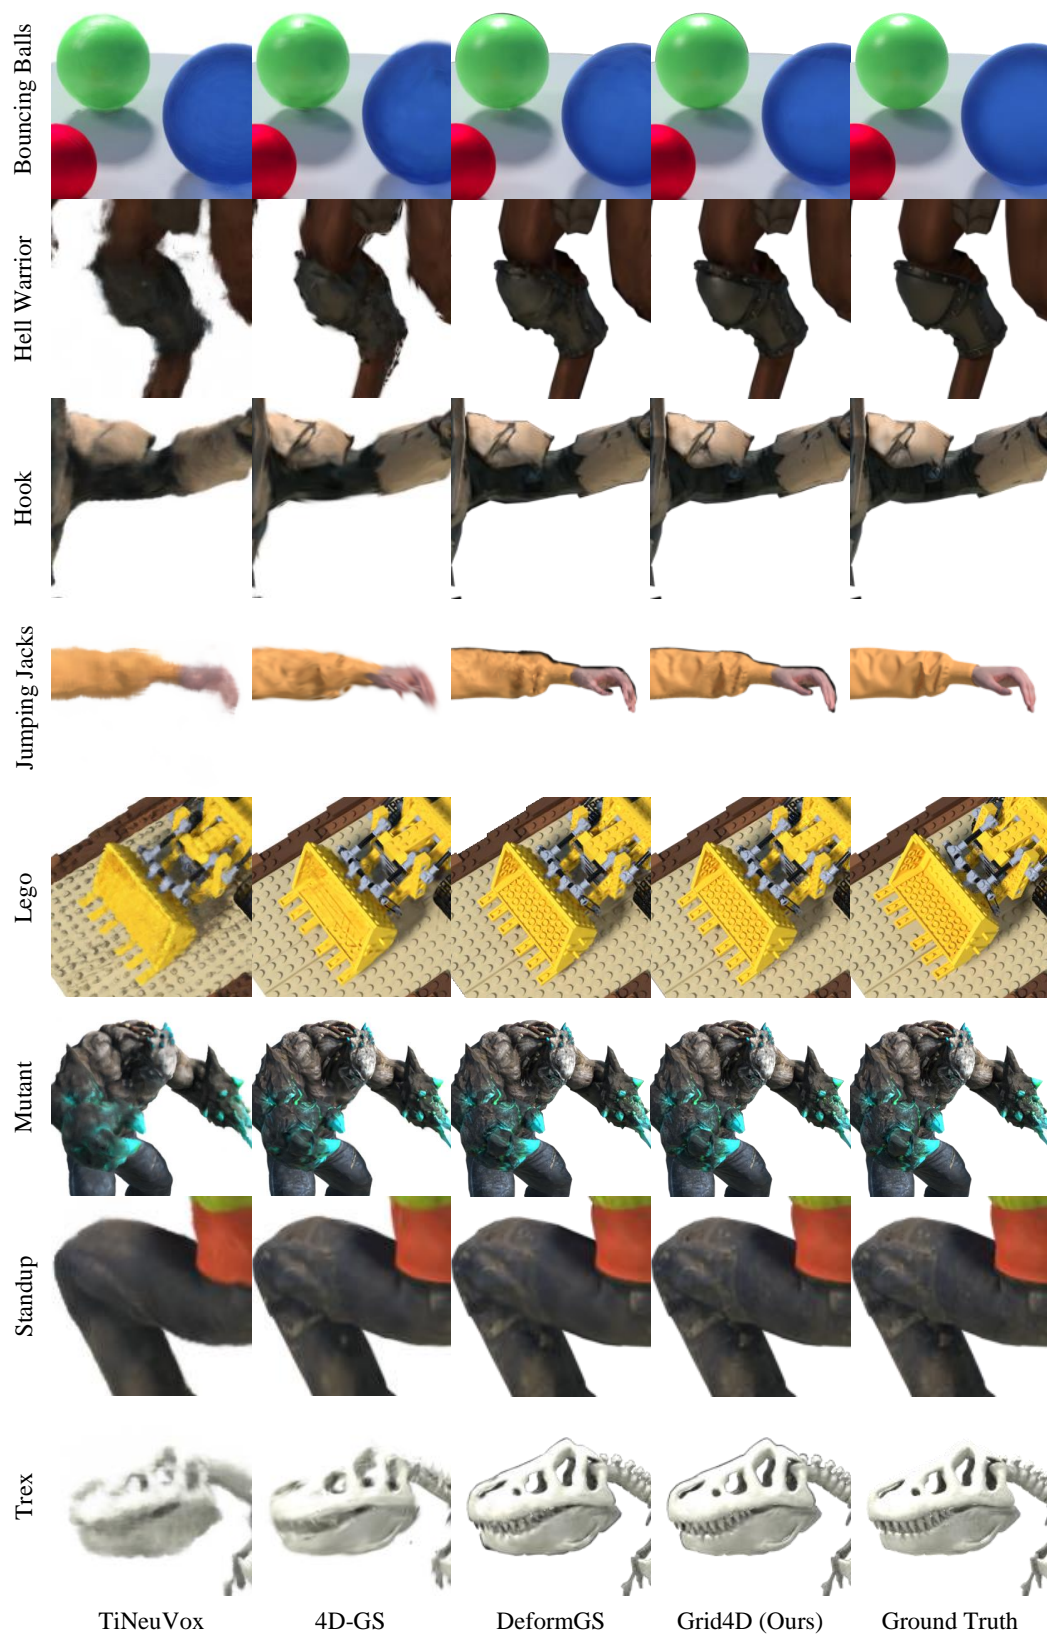 Bouncing Balls
Hell Warrior
Hook
Jumping Jacks
Lego
Mutant
Standup
Trex
TiNeuVox
4D-GS
DeformGS
Grid4D (Ours)
Ground Truth